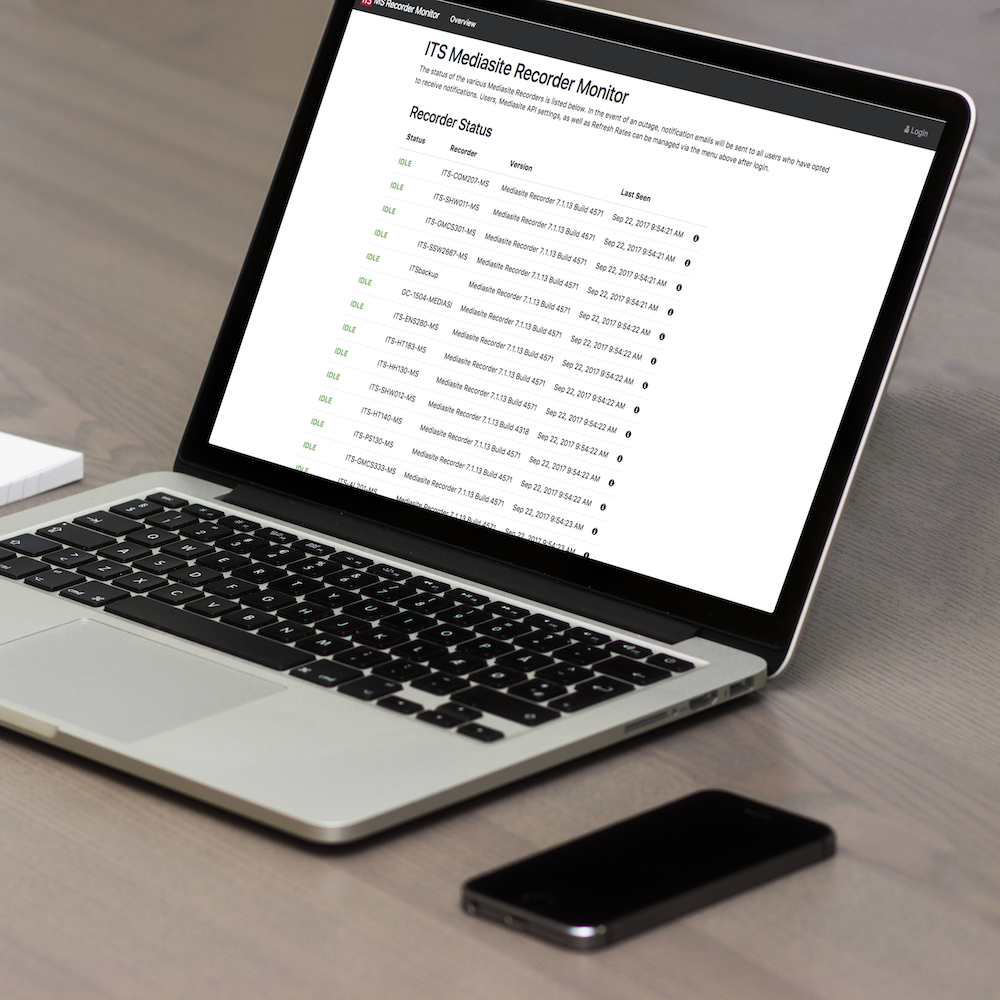 ITS MS Recorder Monitor Overview Login
ITS Mediasite Recorder Monitor
The status of the various Mediasite Recorders is listed below. In the event of an outage, notification emails will be sent to all users who have opted
to receive notifications. Users, Mediasite API settings, as well as Refresh Rates can be managed via the menu above after login.
Recorder Status
Status Recorder Version Last Seen
IDLE ITS-COM207-MS Mediasite Recorder 7.1.13 Build 4571 Sep 22, 2017 9:54:21 AM
IDLE ITS-SHW011-MS Mediasite Recorder 7.1.13 Build 4571 Sep 22, 2017 9:54:21 AM
IDLE ITS-GMCS301-MS Mediasite Recorder 7.1.13 Build 4571 Sep 22, 2017 9:54:21 AM
IDLE ITS-SSW2667-MS Mediasite Recorder 7.1.13 Build 4571 Sep 22, 2017 9:54:22 AM
IDLE ITSbackup Mediasite Recorder 7.1.13 Build 4571 Sep 22, 2017 9:54:22 AM
IDLE GC-1504-MEDIASI Mediasite Recorder 7.1.13 Build 4571 Sep 22, 2017 9:54:22 AM
IDLE ITS-ENS280-MS Mediasite Recorder 7.1.13 Build 4571 Sep 22, 2017 9:54:22 AM
IDLE ITS-HT183-MS Mediasite Recorder 7.1.13 Build 4571 Sep 22, 2017 9:54:22 AM
IDLE ITS-HH130-MS Mediasite Recorder 7.1.13 Build 4571 Sep 22, 2017 9:54:22 AM
IDLE ITS-SHW012-MS Mediasite Recorder 7.1.13 Build 4318 Sep 22, 2017 9:54:22 AM
IDLE ITS-HT140-MS Mediasite Recorder 7.1.13 Build 4571 Sep 22, 2017 9:54:22 AM
IDLE ITS-PS130-MS Mediasite Recorder 7.1.13 Build 4571 Sep 22, 2017 9:54:22 AM
IDLE ITS-GMCS333-MS Mediasite Recorder 7.1.13 Build 4571 Sep 22, 2017 9:54:23 AM
IDLE ITS-AL201-MS Mediasite Recorder 7.1.13 Build 4571 Sep 22, 2017 9:54:23 AM